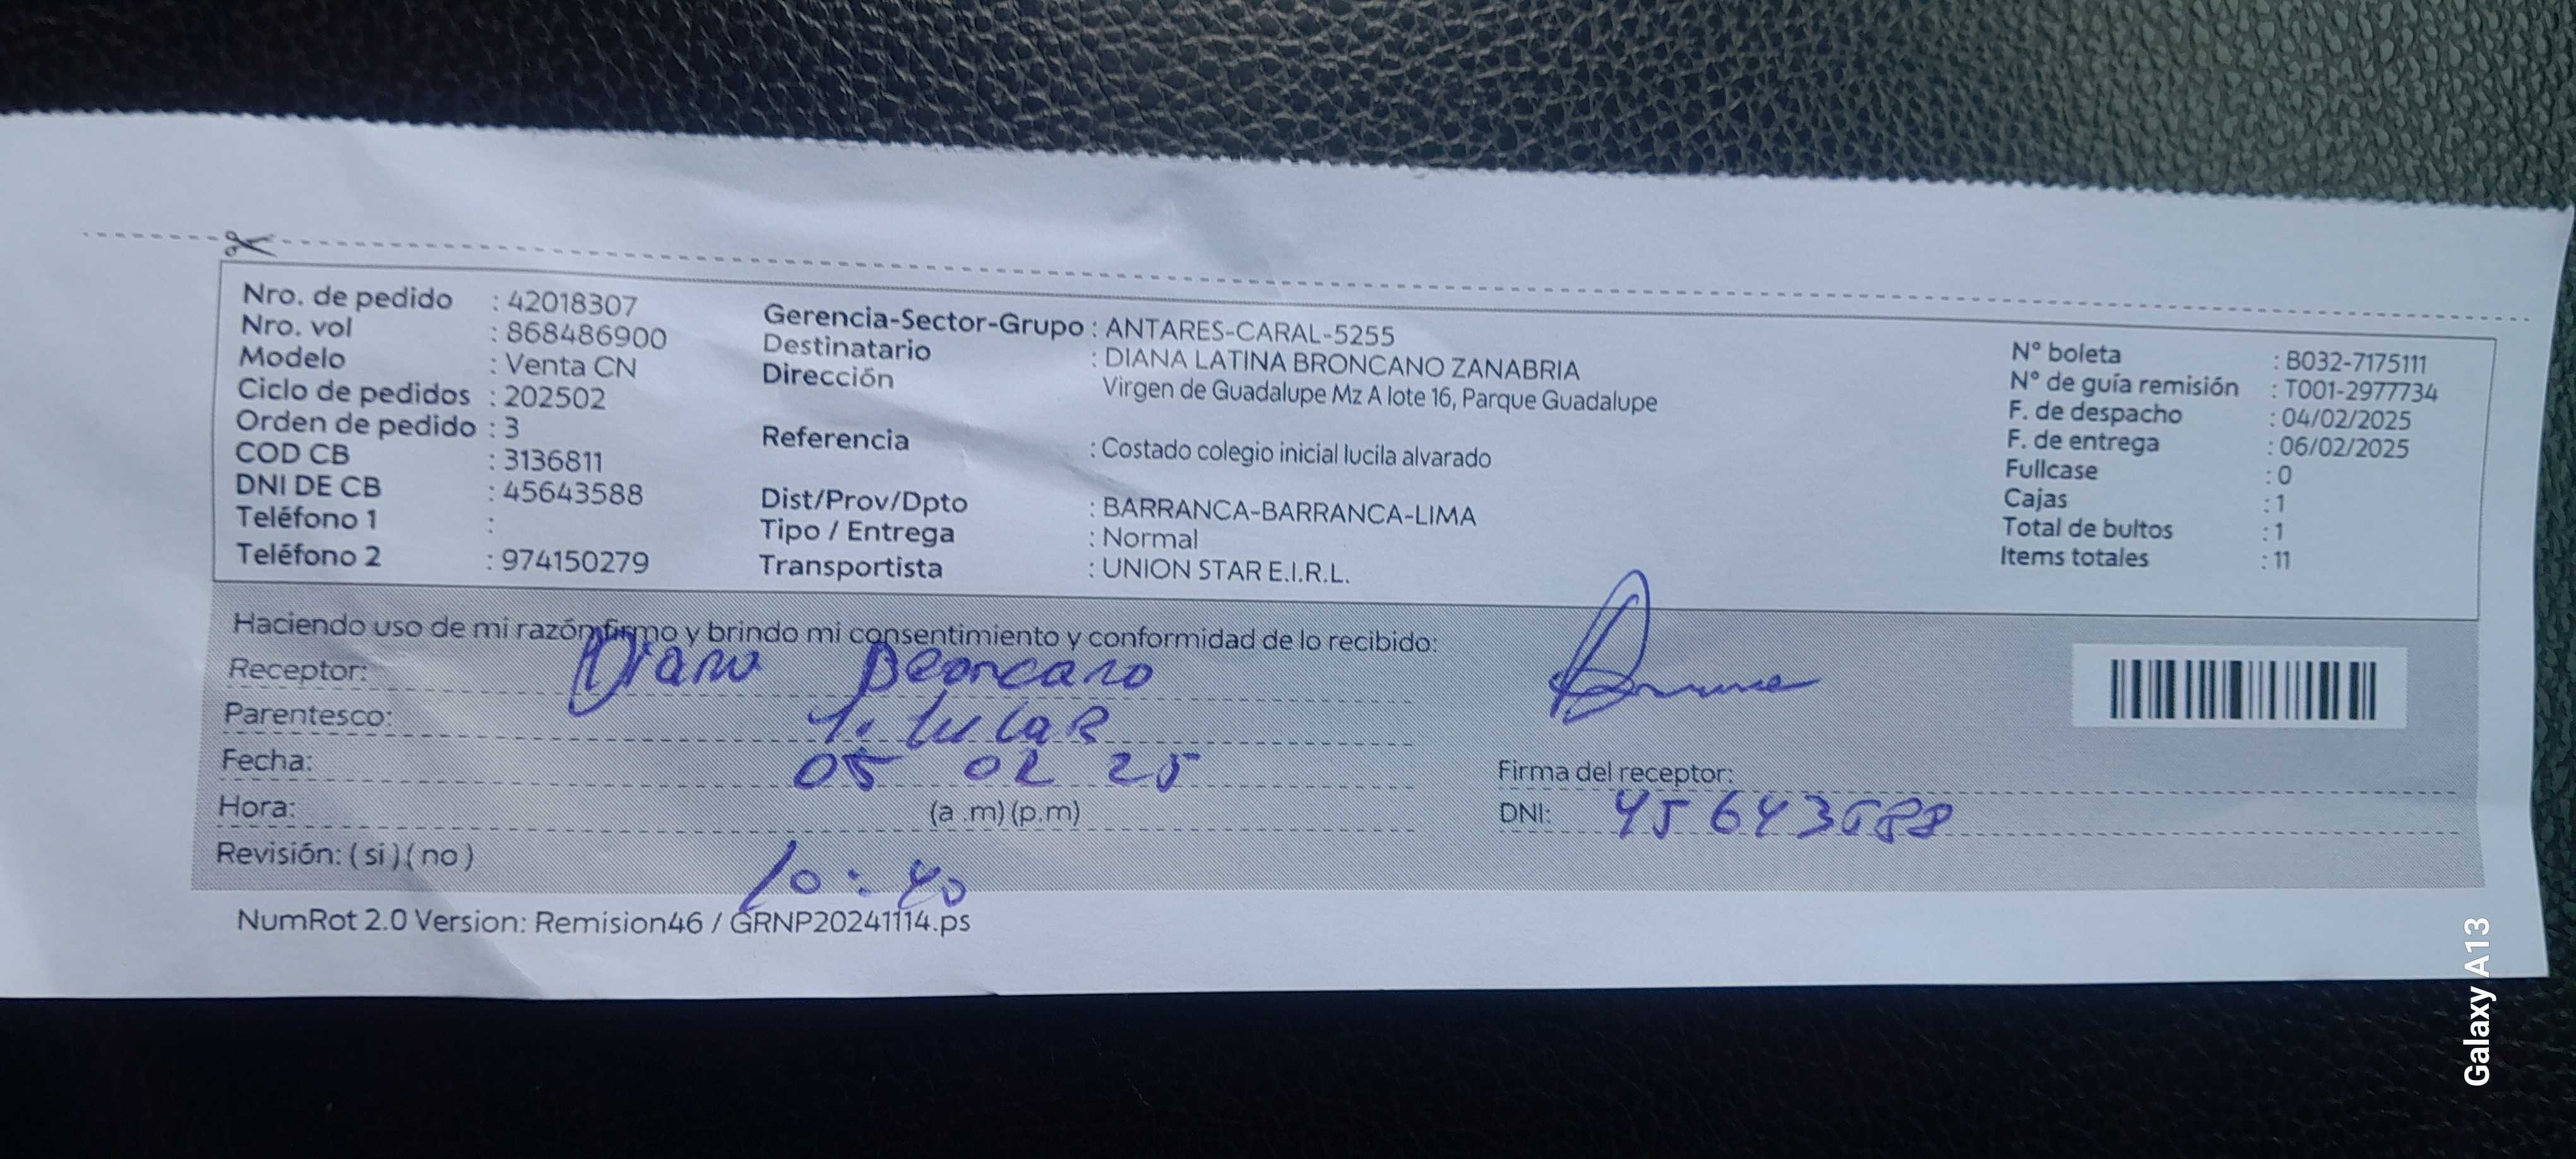 Nro. de pedido : 42018307
Nro. vol : 868486900
Modelo : Venta CN
Ciclo de pedidos : 202502
Orden de pedido : 3
COD CB : 3136811
DNI DE CB : 45643588
Teléfono 1 :
Teléfono 2 : 974150279
Gerencia-Sector-Grupo : ANTARES-CARAL-5255
Destinatario : DIANA LATINA BRONCANO ZANABRIA
Dirección Virgen de Guadalupe Mz A lote 16, Parque Guadalupe
Referencia : Costado colegio inicial lucila alvarado
Dist/Prov/Dpto : BARRANCA-BARRANCA-LIMA
Tipo / Entrega : Normal
Transportista : UNION STAR E.I.R.L.
N° boleta : B032-7175111
N° de guía remisión : T001-2977734
F. de despacho : 04/02/2025
F. de entrega : 06/02/2025
Fullcase : 0
Cajas : 1
Total de bultos : 1
Items totales : 11
Haciendo uso de mi razón firmo y brindo mi consentimiento y conformidad de lo recibido:
Receptor: Diana Broncano
Parentesco: Titular
Fecha: 05 02 25
Hora: (a .m) (p.m)
Revisión: ( si ) ( no )
10:40
Firma del receptor:
DNI: 45643588
NumRot 2.0 Version: Remision46 / GRNP20241114.ps
Galaxy A13